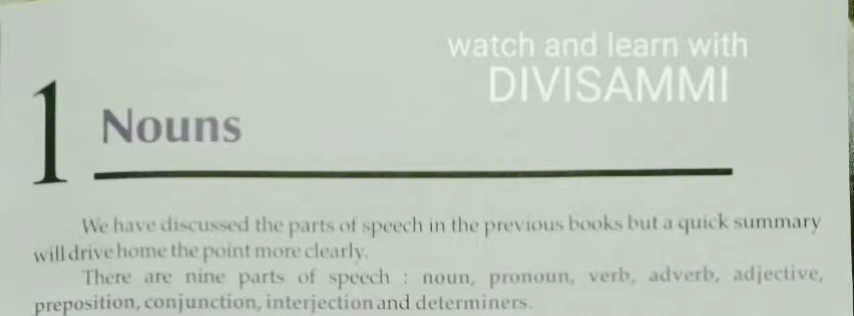 watch and learn with
DIVISAMMI
1 Nouns
We have discussed the parts of speech in the previous books but a quick summary
will drive home the point more clearly.
There are nine parts of speech : noun, pronoun, verb, adverb, adjective,
preposition, conjunction, interjection and determiners.